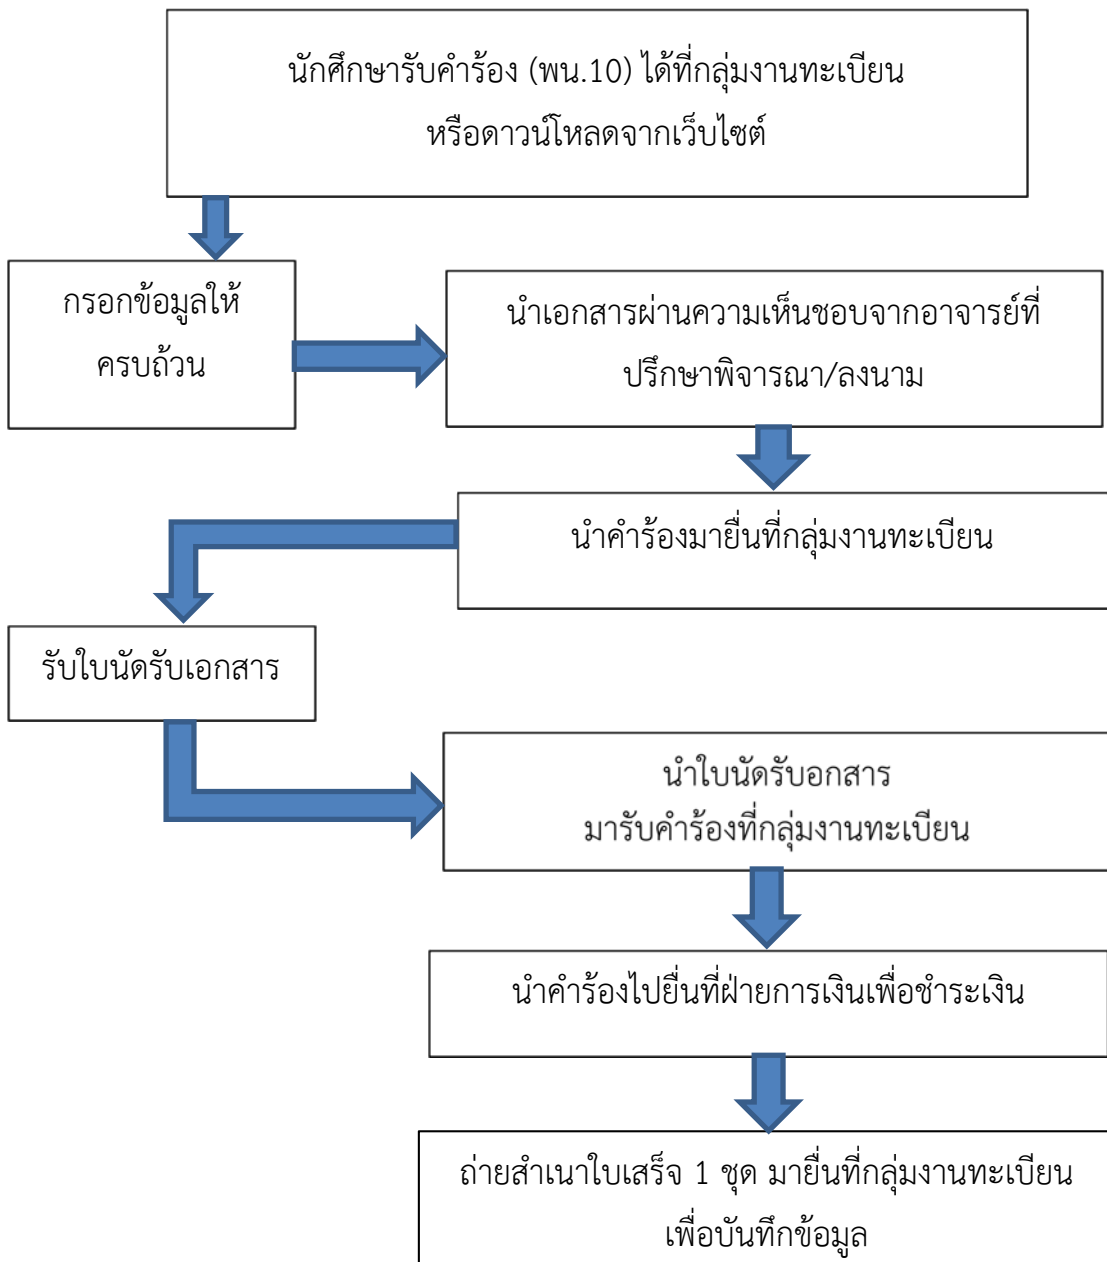 นักศึกษารับคำร้อง (พน.10) ได้ที่กลุ่มงานทะเบียน
หรือดาวน์โหลดจากเว็บไซต์
กรอกข้อมูลให้
ครบถ้วน
นำเอกสารผ่านความเห็นชอบจากอาจารย์ที่
ปรึกษาพิจารณา/ลงนาม
นำคำร้องมายื่นที่กลุ่มงานทะเบียน
รับใบนัดรับเอกสาร
นำใบนัดรับอกสาร
มารับคำร้องที่กลุ่มงานทะเบียน
นำคำร้องไปยื่นที่ฝ่ายการเงินเพื่อชำระเงิน
ถ่ายสำเนาใบเสร็จ 1 ชุด มายื่นที่กลุ่มงานทะเบียน
เพื่อบันทึกข้อมูล